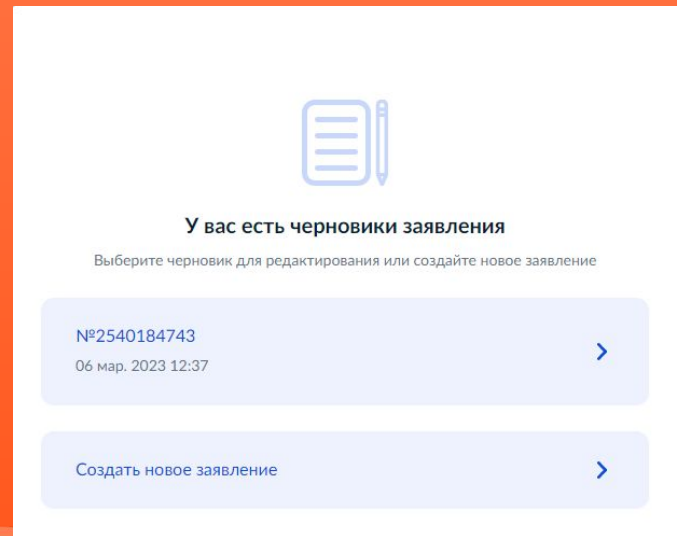 У вас есть черновики заявления
Выберите черновик для редактирования или создайте новое заявление
№2540184743
06 мар. 2023 12:37
Создать новое заявление